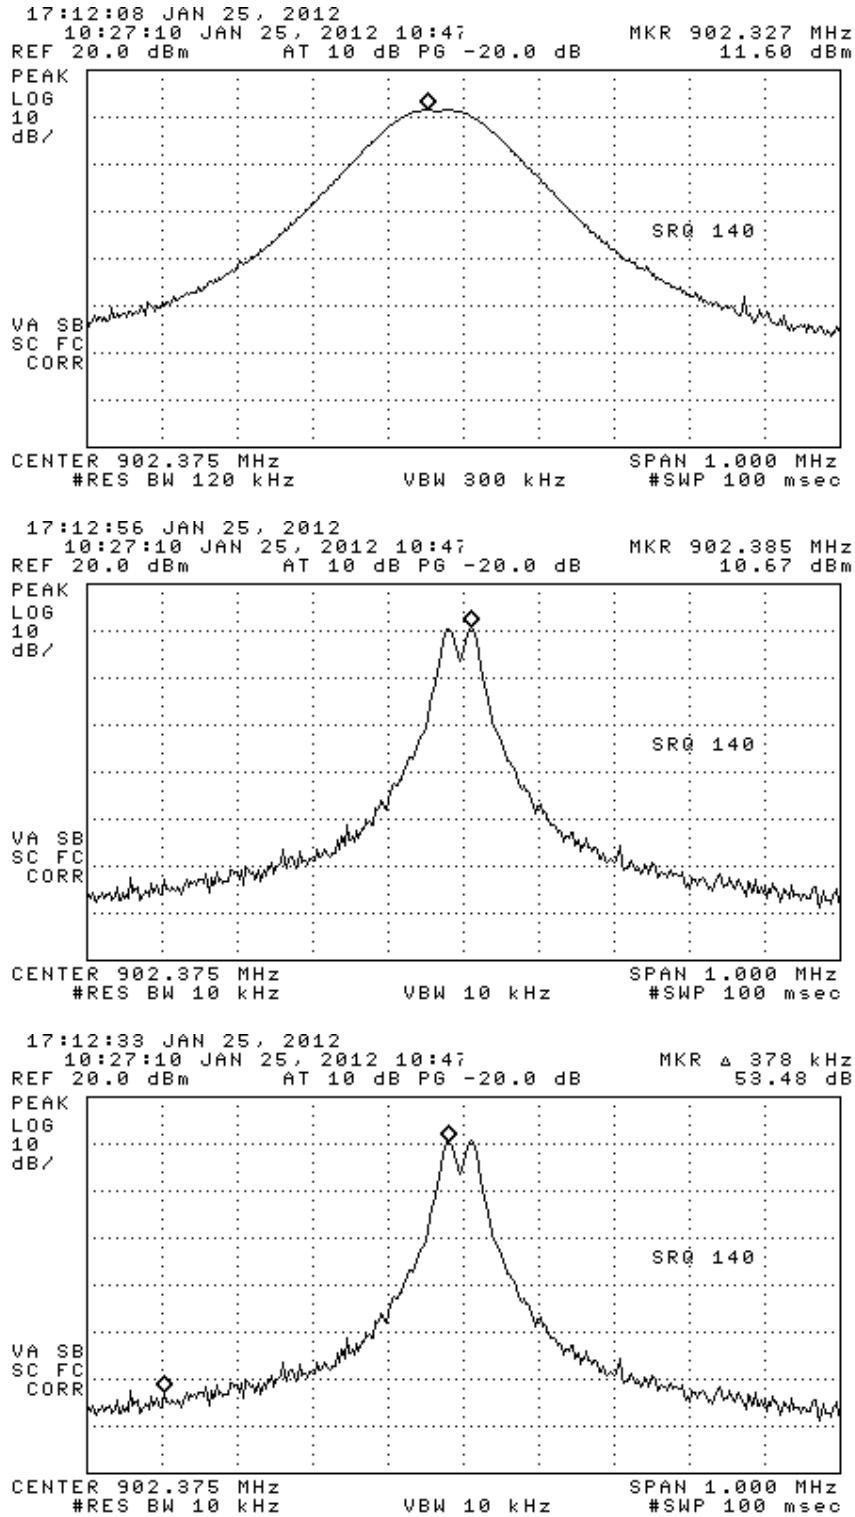 17:12:08 JAN 25, 2012
10:27:10 JAN 25, 2012 10:47
MKR 902.327 MHz
REF 20.0 dBm AT 10 dB PG -20.0 dB 11.60 dBm
PEAK
LOG
10
dB/
SRQ 140
VA SB
SC FC
CORR
CENTER 902.375 MHz SPAN 1.000 MHz
#RES BW 120 kHz VBW 300 kHz #SWP 100 msec
17:12:56 JAN 25, 2012
10:27:10 JAN 25, 2012 10:47
MKR 902.385 MHz
REF 20.0 dBm AT 10 dB PG -20.0 dB 10.67 dBm
PEAK
LOG
10
dB/
SRQ 140
VA SB
SC FC
CORR
CENTER 902.375 MHz SPAN 1.000 MHz
#RES BW 10 kHz VBW 10 kHz #SWP 100 msec
17:12:33 JAN 25, 2012
10:27:10 JAN 25, 2012 10:47
MKR Δ 378 kHz
REF 20.0 dBm AT 10 dB PG -20.0 dB 53.48 dB
PEAK
LOG
10
dB/
SRQ 140
VA SB
SC FC
CORR
CENTER 902.375 MHz SPAN 1.000 MHz
#RES BW 10 kHz VBW 10 kHz #SWP 100 msec